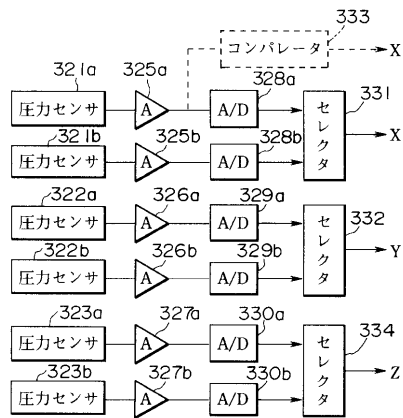 333
コンパレータ
X
321a
325a
328a
331
圧力センサ
A
A/D
セレクタ
X
321b
325b
328b
圧力センサ
A
A/D
322a
326a
329a
332
圧力センサ
A
A/D
セレクタ
Y
322b
326b
329b
圧力センサ
A
A/D
323a
327a
330a
334
圧力センサ
A
A/D
セレクタ
Z
323b
327b
330b
圧力センサ
A
A/D